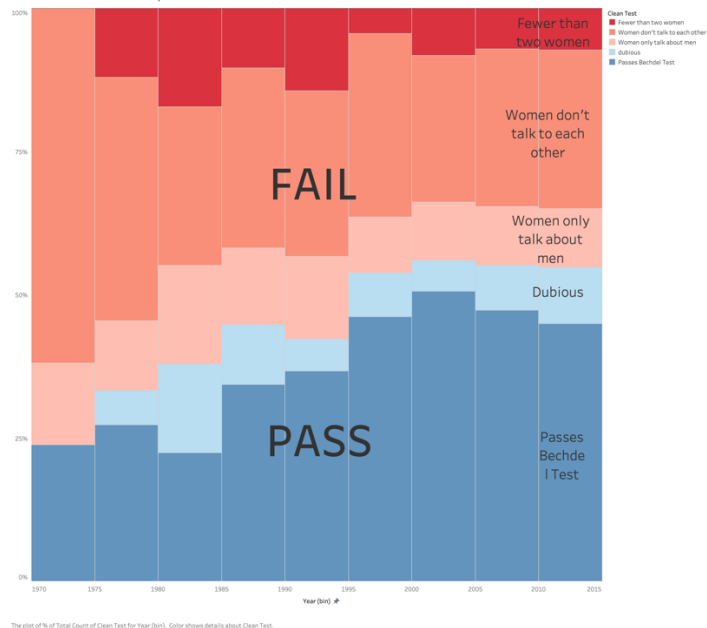 100%
75%
50%
25%
0%
FAIL
PASS
Fewer than
two women
Women don't
talk to each
other
Women only
talk about
men
Dubious
Passes
Bechde
l Test
1970 1975 1980 1985 1990 1995 2000 2005 2010 2015
Year (bin)
Clean Test
Fewer than two women
Women don't talk to each other
Women only talk about men
dubious
Passes Bechdel Test
The plot of % of Total Count of Clean Test for Year (bin). Color shows details about Clean Test.